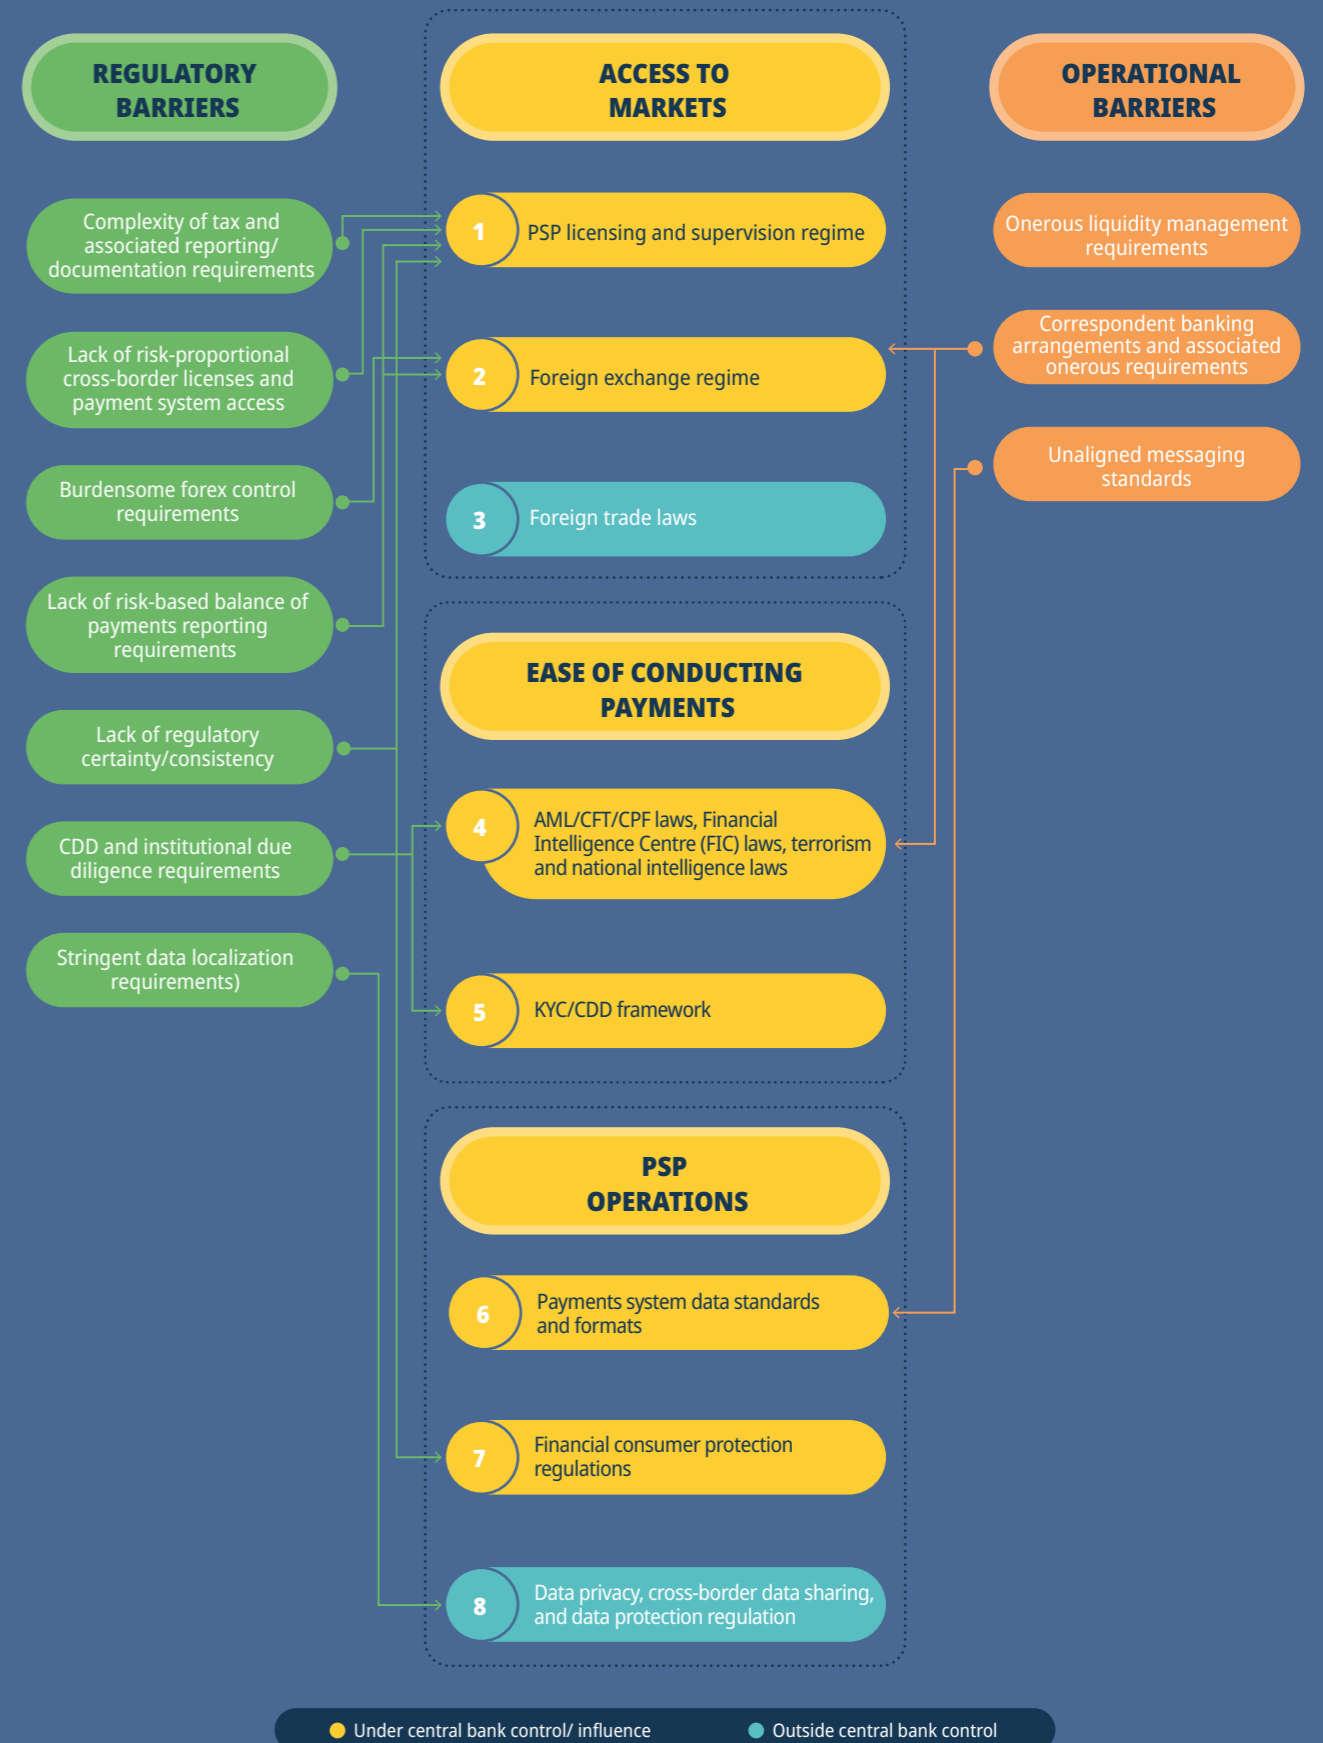 REGULATORY
BARRIERS
Complexity of tax and
associated reporting/
documentation requirements
Lack of risk-proportional
cross-border licenses and
payment system access
Burdensome forex control
requirements
Lack of risk-based balance of
payments reporting
requirements
Lack of regulatory
certainty/consistency
CDD and institutional due
diligence requirements
Stringent data localization
requirements)
ACCESS TO
MARKETS
1
PSP licensing and supervision regime
2
Foreign exchange regime
3
Foreign trade laws
EASE OF CONDUCTING
PAYMENTS
4
AML/CFT/CPF laws, Financial
Intelligence Centre (FIC) laws, terrorism
and national intelligence laws
5
KYC/CDD framework
PSP
OPERATIONS
6
Payments system data standards
and formats
7
Financial consumer protection
regulations
8
Data privacy, cross-border data sharing,
and data protection regulation
OPERATIONAL
BARRIERS
Onerous liquidity management
requirements
Correspondent banking
arrangements and associated
onerous requirements
Unaligned messaging
standards
Under central bank control/ influence
Outside central bank control